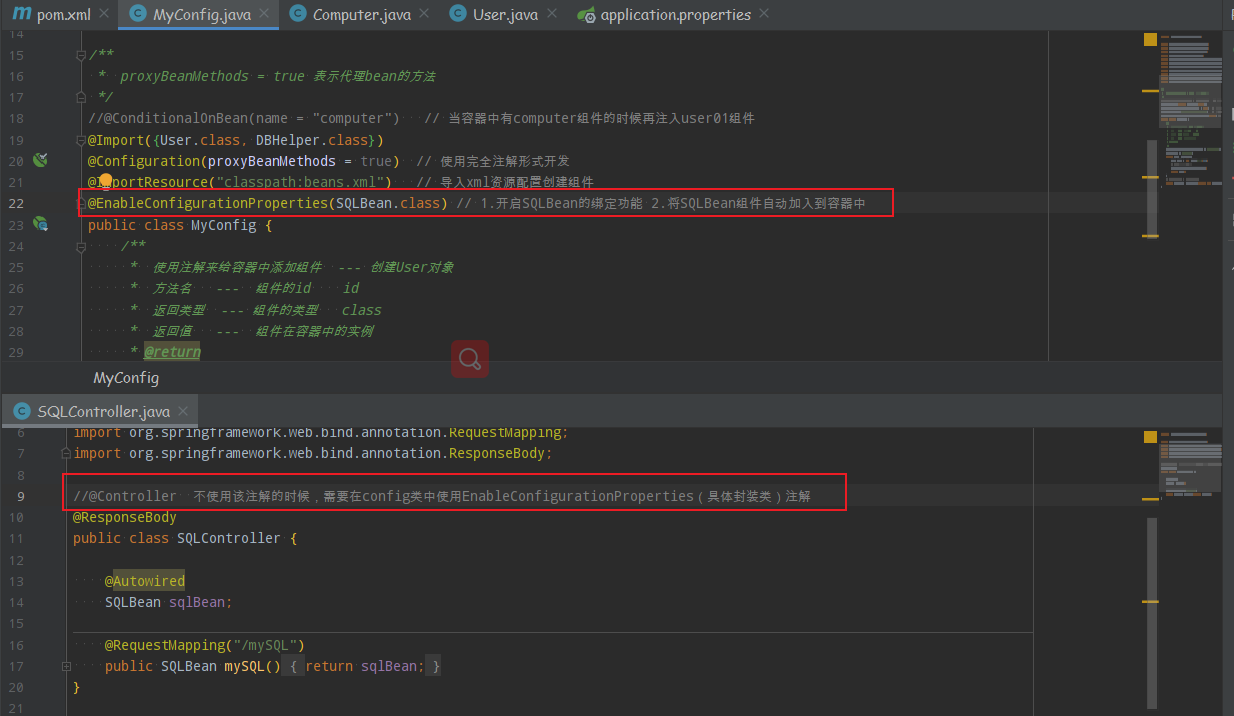 pom.xml MyConfig.java Computer.java User.java application.properties
14
15 /**
16 * proxyBeanMethods = true 表示代理bean的方法
17 */
18 //@ConditionalOnBean(name = "computer") // 当容器中有computer组件的时候再注入user01组件
19 @Import({User.class, DBHelper.class})
20 @Configuration(proxyBeanMethods = true) // 使用完全注解形式开发
21 @ImportResource("classpath:beans.xml") // 导入xml资源配置创建组件
22 @EnableConfigurationProperties(SQLBean.class) // 1.开启SQLBean的绑定功能 2.将SQLBean组件自动加入到容器中
23 public class MyConfig {
24 /**
25 * 使用注解来给容器中添加组件 --- 创建User对象
26 * 方法名 --- 组件的id id
27 * 返回类型 --- 组件的类型 class
28 * 返回值 --- 组件在容器中的实例
29 * @return
MyConfig
SQLController.java
6 import org.springframework.web.bind.annotation.RequestMapping;
7 import org.springframework.web.bind.annotation.ResponseBody;
8
9 //@Controller 不使用该注解的时候，需要在config类中使用EnableConfigurationProperties（具体封装类）注解
10 @ResponseBody
11 public class SQLController {
12
13 @Autowired
14 SQLBean sqlBean;
15
16 @RequestMapping("/mySQL")
17 public SQLBean mySQL() { return sqlBean; }
20 }
21